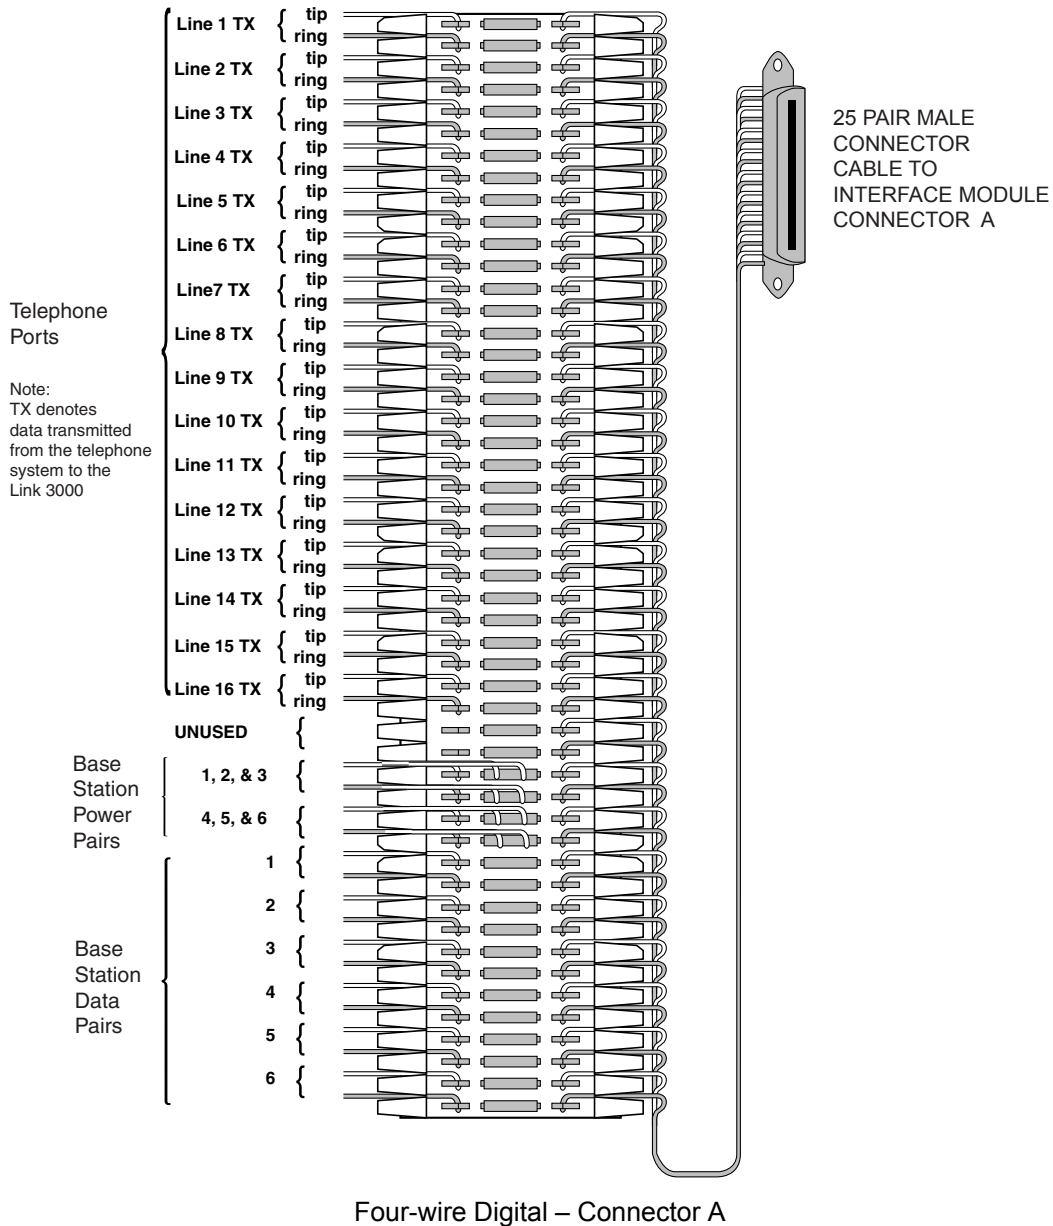 Line 1 TX { tip
ring
Line 2 TX { tip
ring
Line 3 TX { tip
ring
Line 4 TX { tip
ring
Line 5 TX { tip
ring
Line 6 TX { tip
ring
Line7 TX { tip
ring
Line 8 TX { tip
ring
Line 9 TX { tip
ring
Line 10 TX { tip
ring
Line 11 TX { tip
ring
Line 12 TX { tip
ring
Line 13 TX { tip
ring
Line 14 TX { tip
ring
Line 15 TX { tip
ring
Line 16 TX { tip
ring
Telephone
Ports
Note:
TX denotes
data transmitted
from the telephone
system to the
Link 3000
UNUSED {
Base
Station
Power
Pairs
1, 2, & 3 {
4, 5, & 6 {
Base
Station
Data
Pairs
1 {
2 {
3 {
4 {
5 {
6 {
25 PAIR MALE
CONNECTOR
CABLE TO
INTERFACE MODULE
CONNECTOR A
Four-wire Digital – Connector A